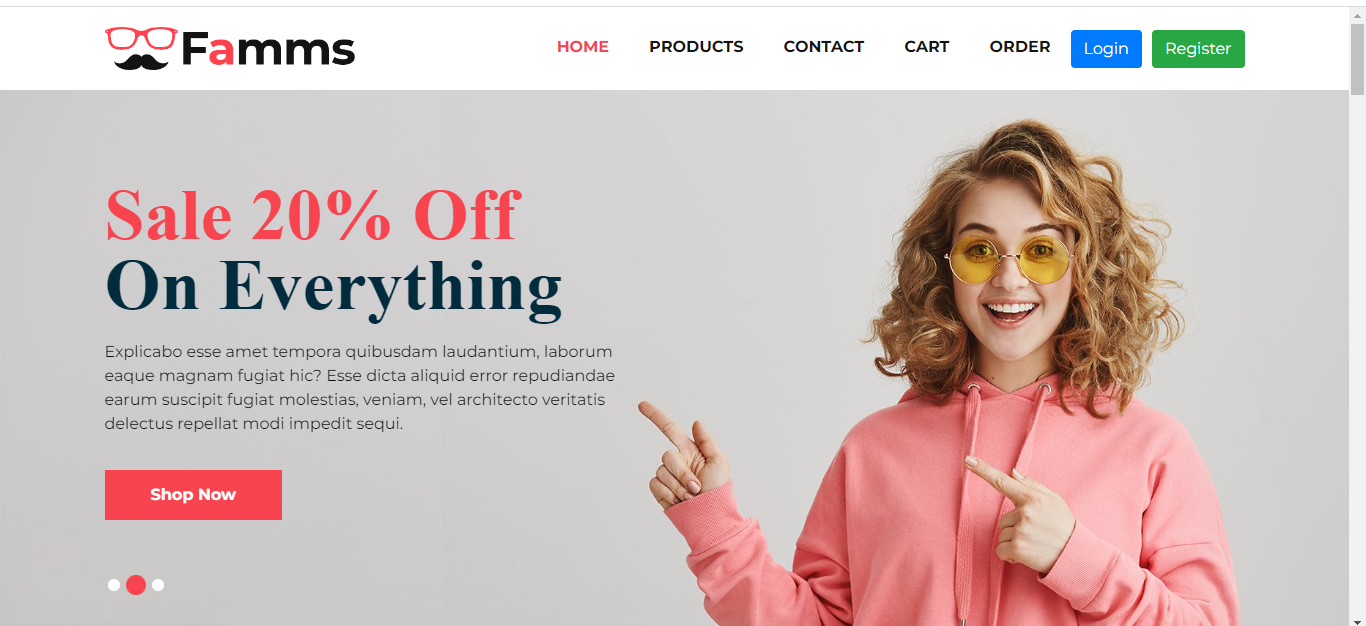 Famms
HOME PRODUCTS CONTACT CART ORDER Login Register
Sale 20% Off
On Everything
Explicabo esse amet tempora quibusdam laudantium, laborum
eaque magnam fugiat hic? Esse dicta aliquid error repudiandae
earum suscipit fugiat molestias, veniam, vel architecto veritatis
delectus repellat modi impedit sequi.
Shop Now